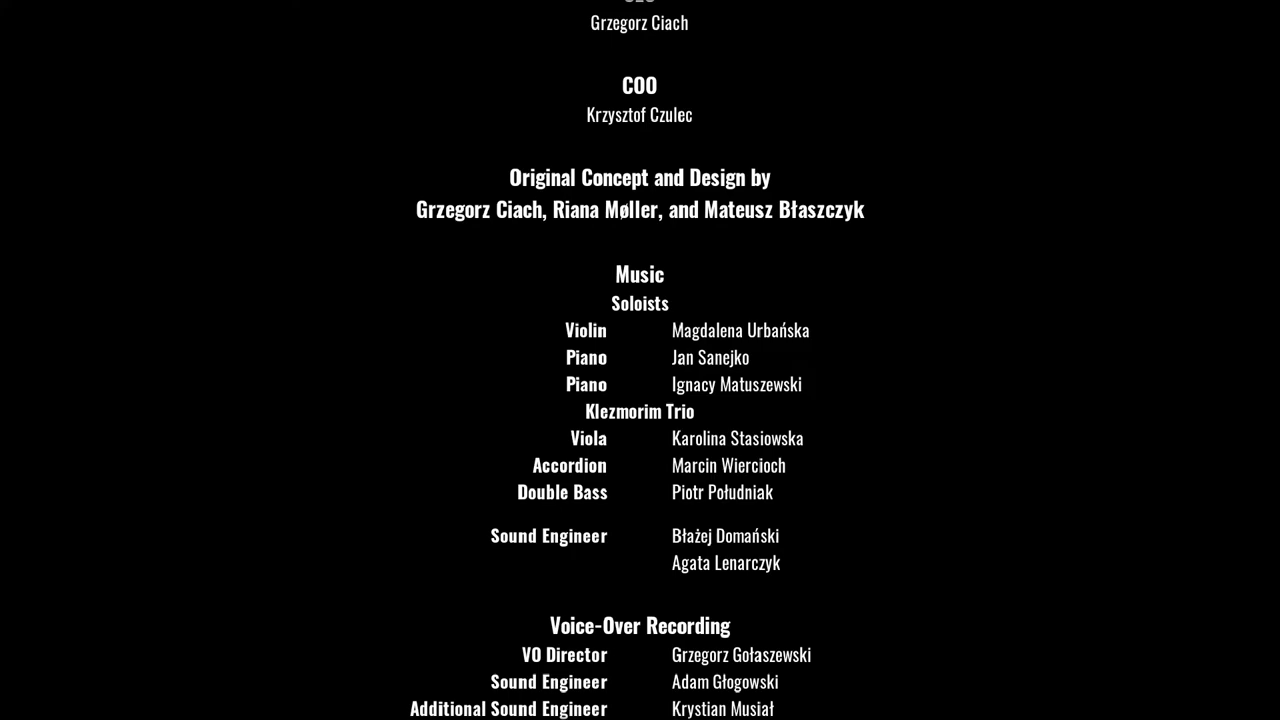 Grzegorz Ciach
COO
Krzysztof Czulec
Original Concept and Design by
Grzegorz Ciach, Riana Møller, and Mateusz Błaszczyk
Music
Soloists
Violin Magdalena Urbańska
Piano Jan Sanejko
Piano Ignacy Matuszewski
Klezmorim Trio
Viola Karolina Stasiowska
Accordion Marcin Wiercioch
Double Bass Piotr Południak
Sound Engineer Błażej Domański
Agata Lenarczyk
Voice-Over Recording
VO Director Grzegorz Gołaszewski
Sound Engineer Adam Głogowski
Additional Sound Engineer Krystian Musiał